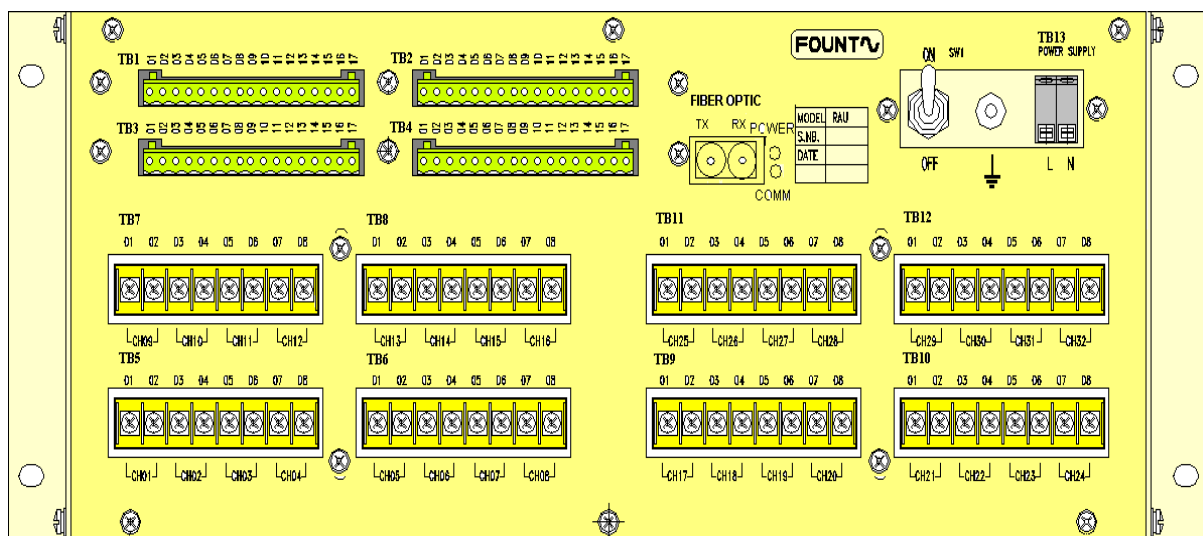 FOUNT
TB13
POWER SUPPLY
ON SW1
TB1 01 02 03 04 05 06 07 08 09 10 11 12 13 14 15 16 17
TB2 01 02 03 04 05 06 07 08 09 10 11 12 13 14 15 16 17
FIBER OPTIC
TX RX POWER
COMM
MODEL RAU
S.NB.
DATE
OFF
L N
TB3 01 02 03 04 05 06 07 08 09 10 11 12 13 14 15 16 17
TB4 01 02 03 04 05 06 07 08 09 10 11 12 13 14 15 16 17
TB7
01 02 03 04 05 06 07 08
CH09 CH10 CH11 CH12
TB8
01 02 03 04 05 06 07 08
CH13 CH14 CH15 CH16
TB11
01 02 03 04 05 06 07 08
CH25 CH26 CH27 CH28
TB12
01 02 03 04 05 06 07 08
CH29 CH30 CH31 CH32
TB5
01 02 03 04 05 06 07 08
CH01 CH02 CH03 CH04
TB6
01 02 03 04 05 06 07 08
CH05 CH06 CH07 CH08
TB9
01 02 03 04 05 06 07 08
CH17 CH18 CH19 CH20
TB10
01 02 03 04 05 06 07 08
CH21 CH22 CH23 CH24